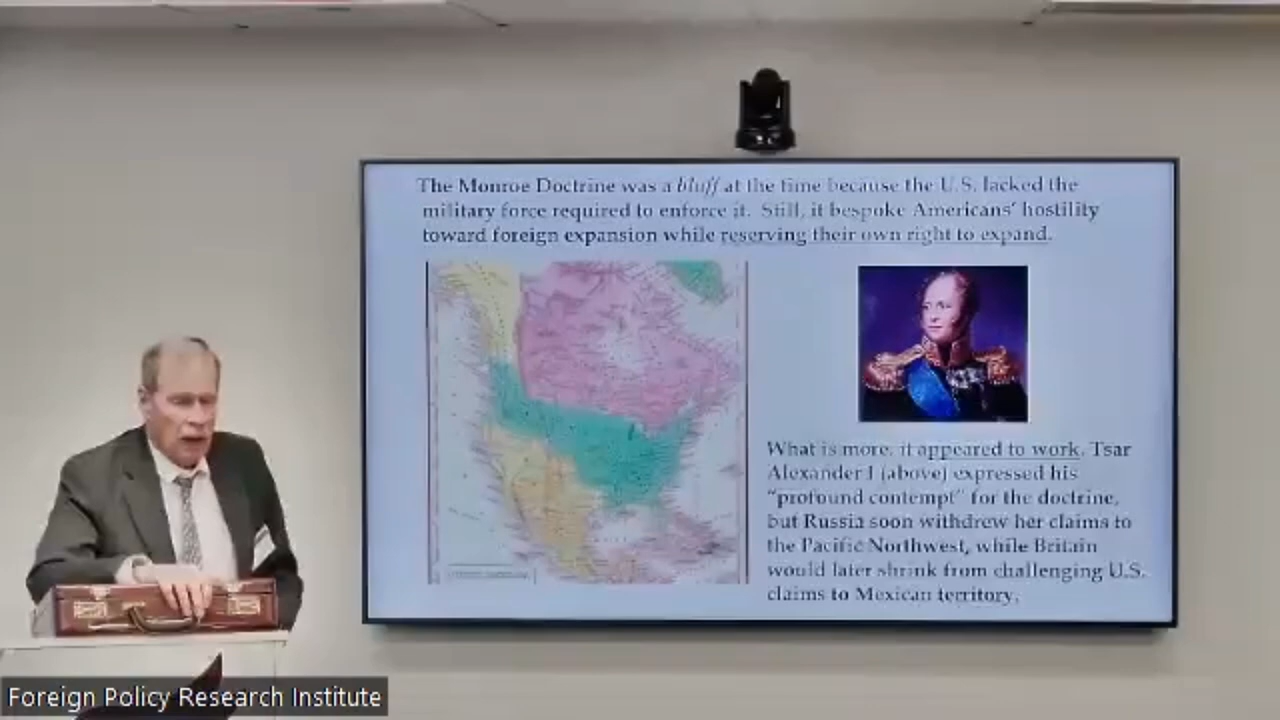 The Monroe Doctrine was a bluff at the time because the U.S. lacked the
military force required to enforce it. Still, it bespoke Americans' hostility
toward foreign expansion while reserving their own right to expand.
What is more, it appeared to work. Tsar
Alexander I (above) expressed his
"profound contempt" for the doctrine,
but Russia soon withdrew her claims to
the Pacific Northwest, while Britain
would later shrink from challenging U.S.
claims to Mexican territory.
Foreign Policy Research Institute